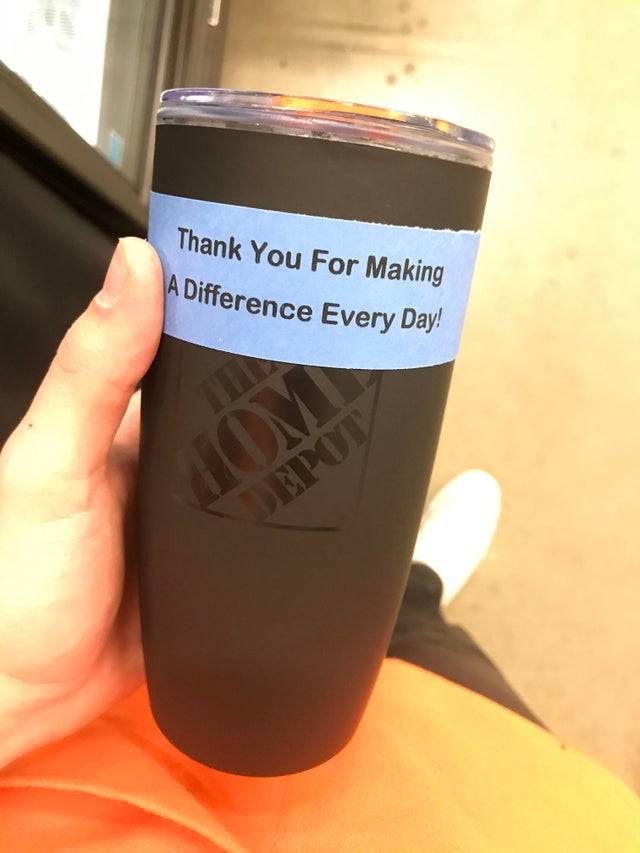 Thank You For Making
A Difference Every Day!
THE
HOME
DEPOT